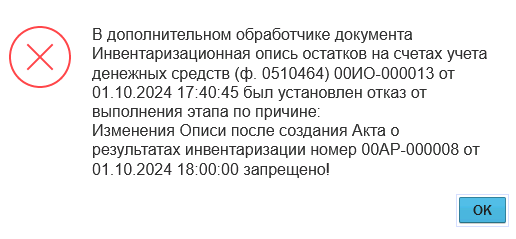 В дополнительном обработчике документа
Инвентаризационная опись остатков на счетах учета
денежных средств (ф. 0510464) 00ИО-000013 от
01.10.2024 17:40:45 был установлен отказ от
выполнения этапа по причине:
Изменения Описи после создания Акта о
результатах инвентаризации номер 00АР-000008 от
01.10.2024 18:00:00 запрещено!
OK